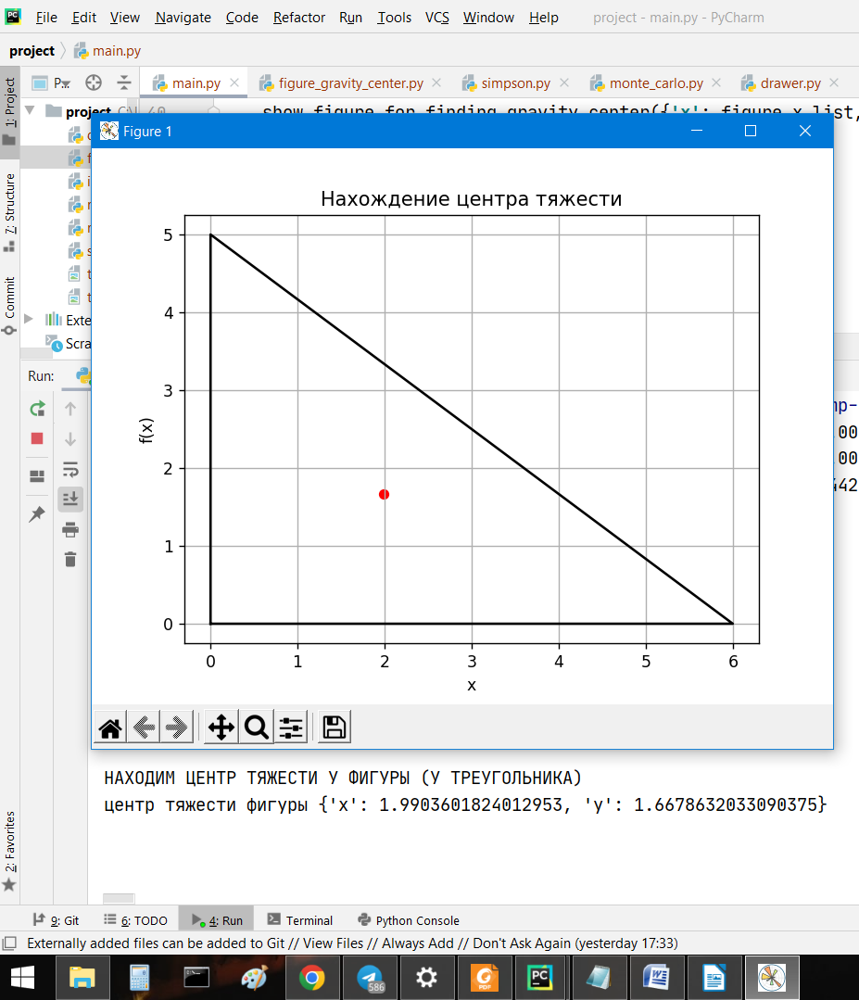 File Edit View Navigate Code Refactor Run Tools VCS Window Help project - main.py - PyCharm
project main.py
1: Project
P... main.py figure_gravity_center.py simpson.py monte_carlo.py drawer.py
project
show_figure_for_finding_gravity_center({'x': figure_x_list,
Figure 1
7: Structure
Commit
Exte
Scra
Run:
Нахождение центра тяжести
5
4
3
2
1
0
f(x)
0 1 2 3 4 5 6
x
mp-
.00
.00
442
НАХОДИМ ЦЕНТР ТЯЖЕСТИ У ФИГУРЫ (У ТРЕУГОЛЬНИКА)
центр тяжести фигуры {'x': 1.9903601824012953, 'y': 1.6678632033090375}
2: Favorites
9: Git 6: TODO 4: Run Terminal Python Console
Externally added files can be added to Git // View Files // Always Add // Don't Ask Again (yesterday 17:33)
586
PDF
PC